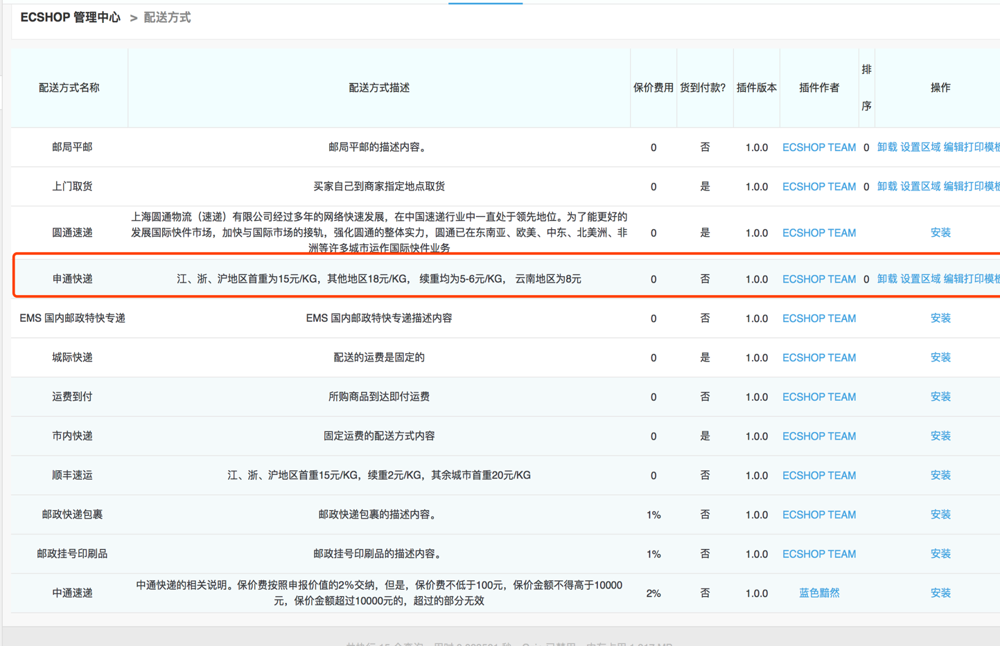 ECSHOP 管理中心 > 配送方式
配送方式名称 配送方式描述 保价费用 货到付款? 插件版本 插件作者 排序 操作
邮局平邮 邮局平邮的描述内容。 0 否 1.0.0 ECSHOP TEAM 0 卸载 设置区域 编辑打印模板
上门取货 买家自己到商家指定地点取货 0 是 1.0.0 ECSHOP TEAM 0 卸载 设置区域 编辑打印模板
上海圆通物流（速递）有限公司经过多年的网络快速发展，在中国速递行业中一直处于领先地位。为了能更好的
圆通速递 发展国际快件市场，加快与国际市场的接轨，强化圆通的整体实力，圆通已在东南亚、欧美、中东、北美洲、非 0 是 1.0.0 ECSHOP TEAM 安装
洲等许多城市运作国际快件业务
申通快递 江、浙、沪地区首重为15元/KG，其他地区18元/KG， 续重均为5-6元/KG， 云南地区为8元 0 否 1.0.0 ECSHOP TEAM 0 卸载 设置区域 编辑打印模板
EMS 国内邮政特快专递 EMS 国内邮政特快专递描述内容 0 否 1.0.0 ECSHOP TEAM 安装
城际快递 配送的运费是固定的 0 是 1.0.0 ECSHOP TEAM 安装
运费到付 所购商品到达即付运费 0 否 1.0.0 ECSHOP TEAM 安装
市内快递 固定运费的配送方式内容 0 是 1.0.0 ECSHOP TEAM 安装
顺丰速运 江、浙、沪地区首重15元/KG，续重2元/KG，其余城市首重20元/KG 0 否 1.0.0 ECSHOP TEAM 安装
邮政快递包裹 邮政快递包裹的描述内容。 1% 否 1.0.0 ECSHOP TEAM 安装
邮政挂号印刷品 邮政挂号印刷品的描述内容。 1% 否 1.0.0 ECSHOP TEAM 安装
中通快递的相关说明。保价费按照申报价值的2%交纳，但是，保价费不低于100元，保价金额不得高于10000
中通速递 元，保价金额超过10000元的，超过的部分无效 2% 否 1.0.0 蓝色黯然 安装